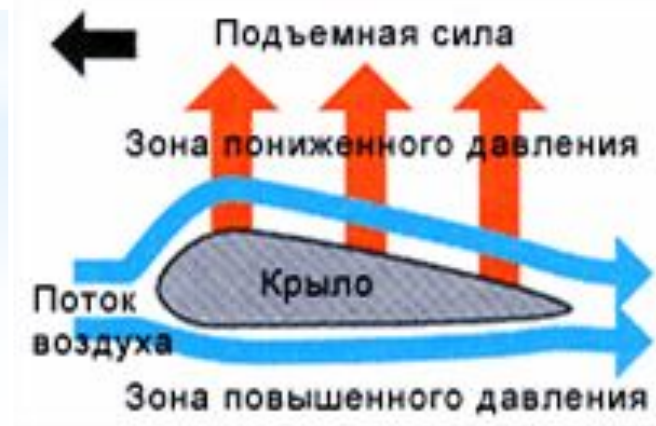 Подъемная сила
Зона пониженного давления
Крыло
Поток
воздуха
Зона повышенного давления